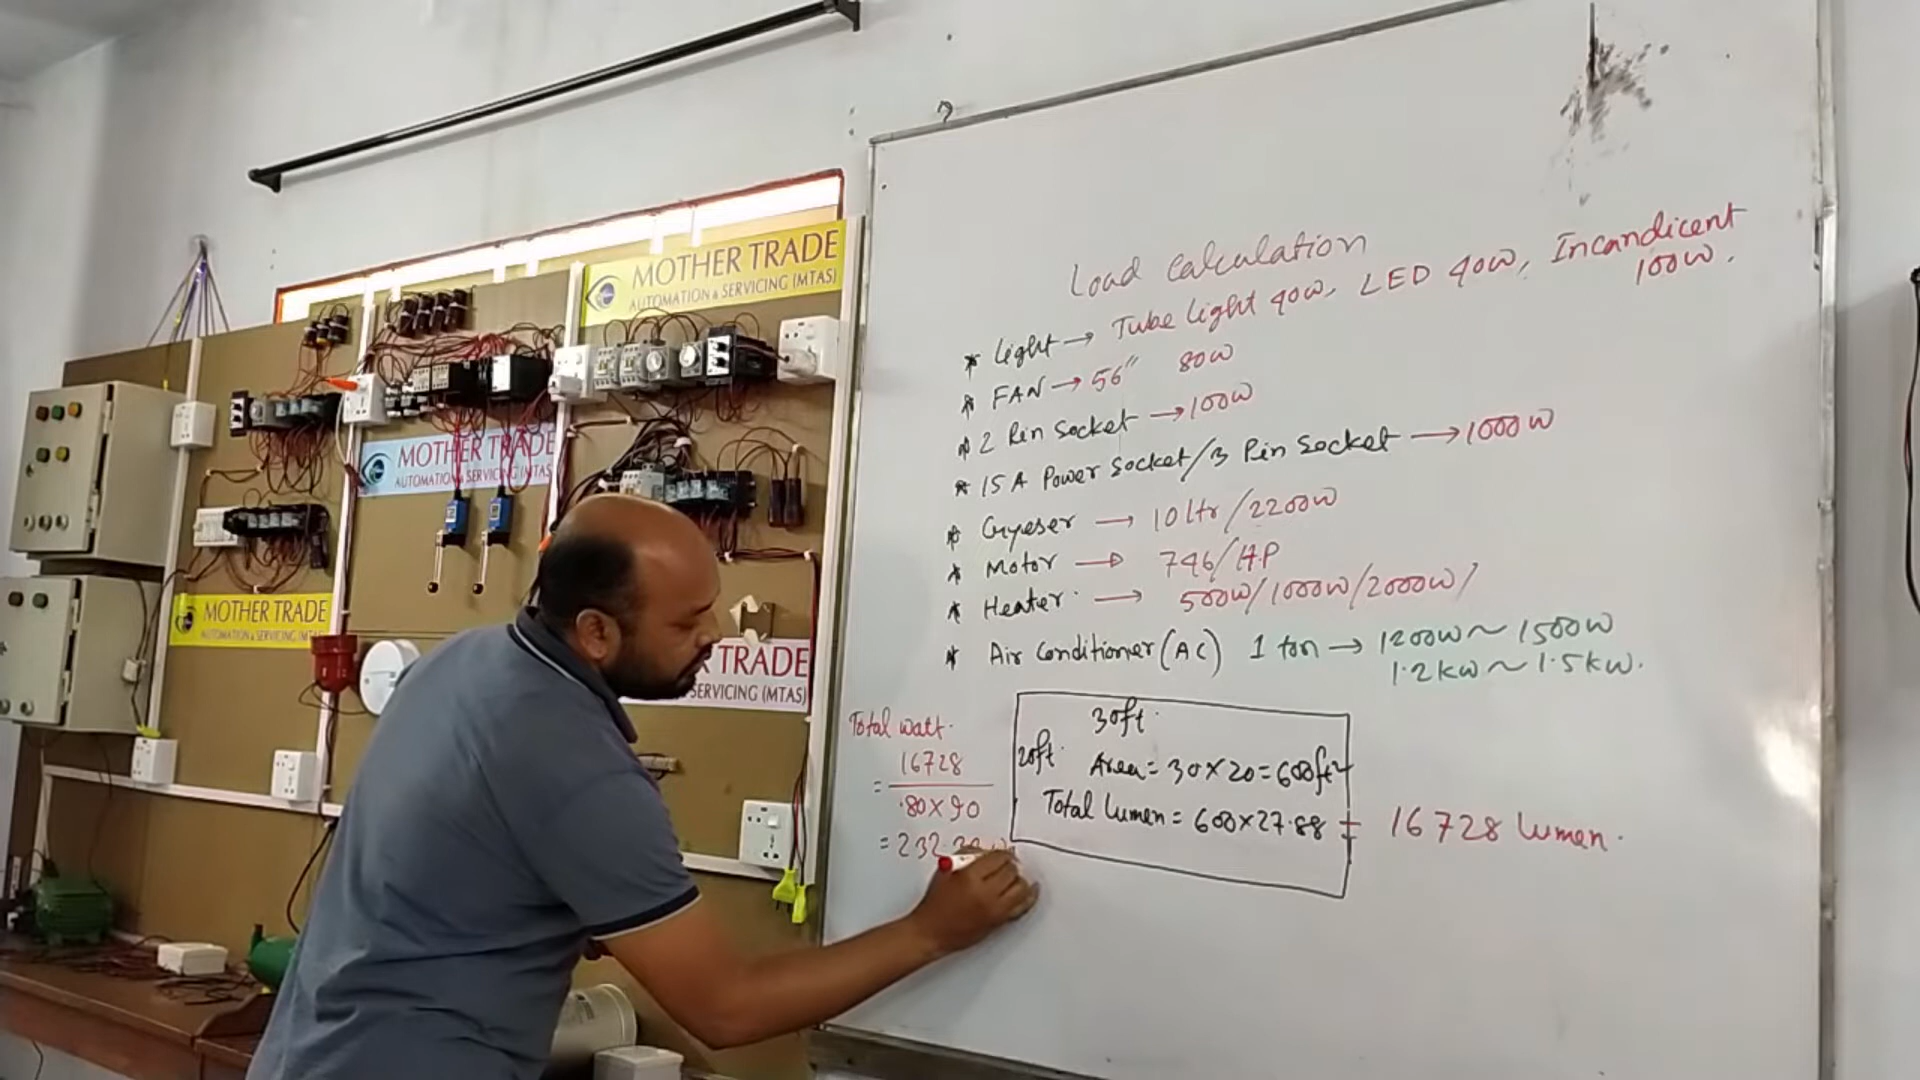 MOTHER TRADE
AUTOMATION & SERVICING (MTAS)
MOTHER TRADE
AUTOMATION & SERVICING (MTAS
MOTHER TRADE
AUTOMATION & SERVICING (MTAS)
TRADE
SERVICING (MTAS)
Load calculation
* Light → Tube light 40W, LED 40W, Incandicent
100W.
* FAN → 56" 80W
* 2 Pin Socket → 100W
* 15A Power Socket/3 Pin Socket → 1000W
* Gyeser → 10 ltr/2200W
* Motor → 746/H.P
* Heater → 500W/1000W/2000W/
* Air Conditioner (AC) 1 ton → 1200W ~ 1500W
1.2KW ~ 1.5KW.
Total watt.
= 16728
.80×90
= 232.
30ft
20ft
Area = 30×20 = 600ft²
Total Lumen = 600×27.88 = 16728 Lumen.